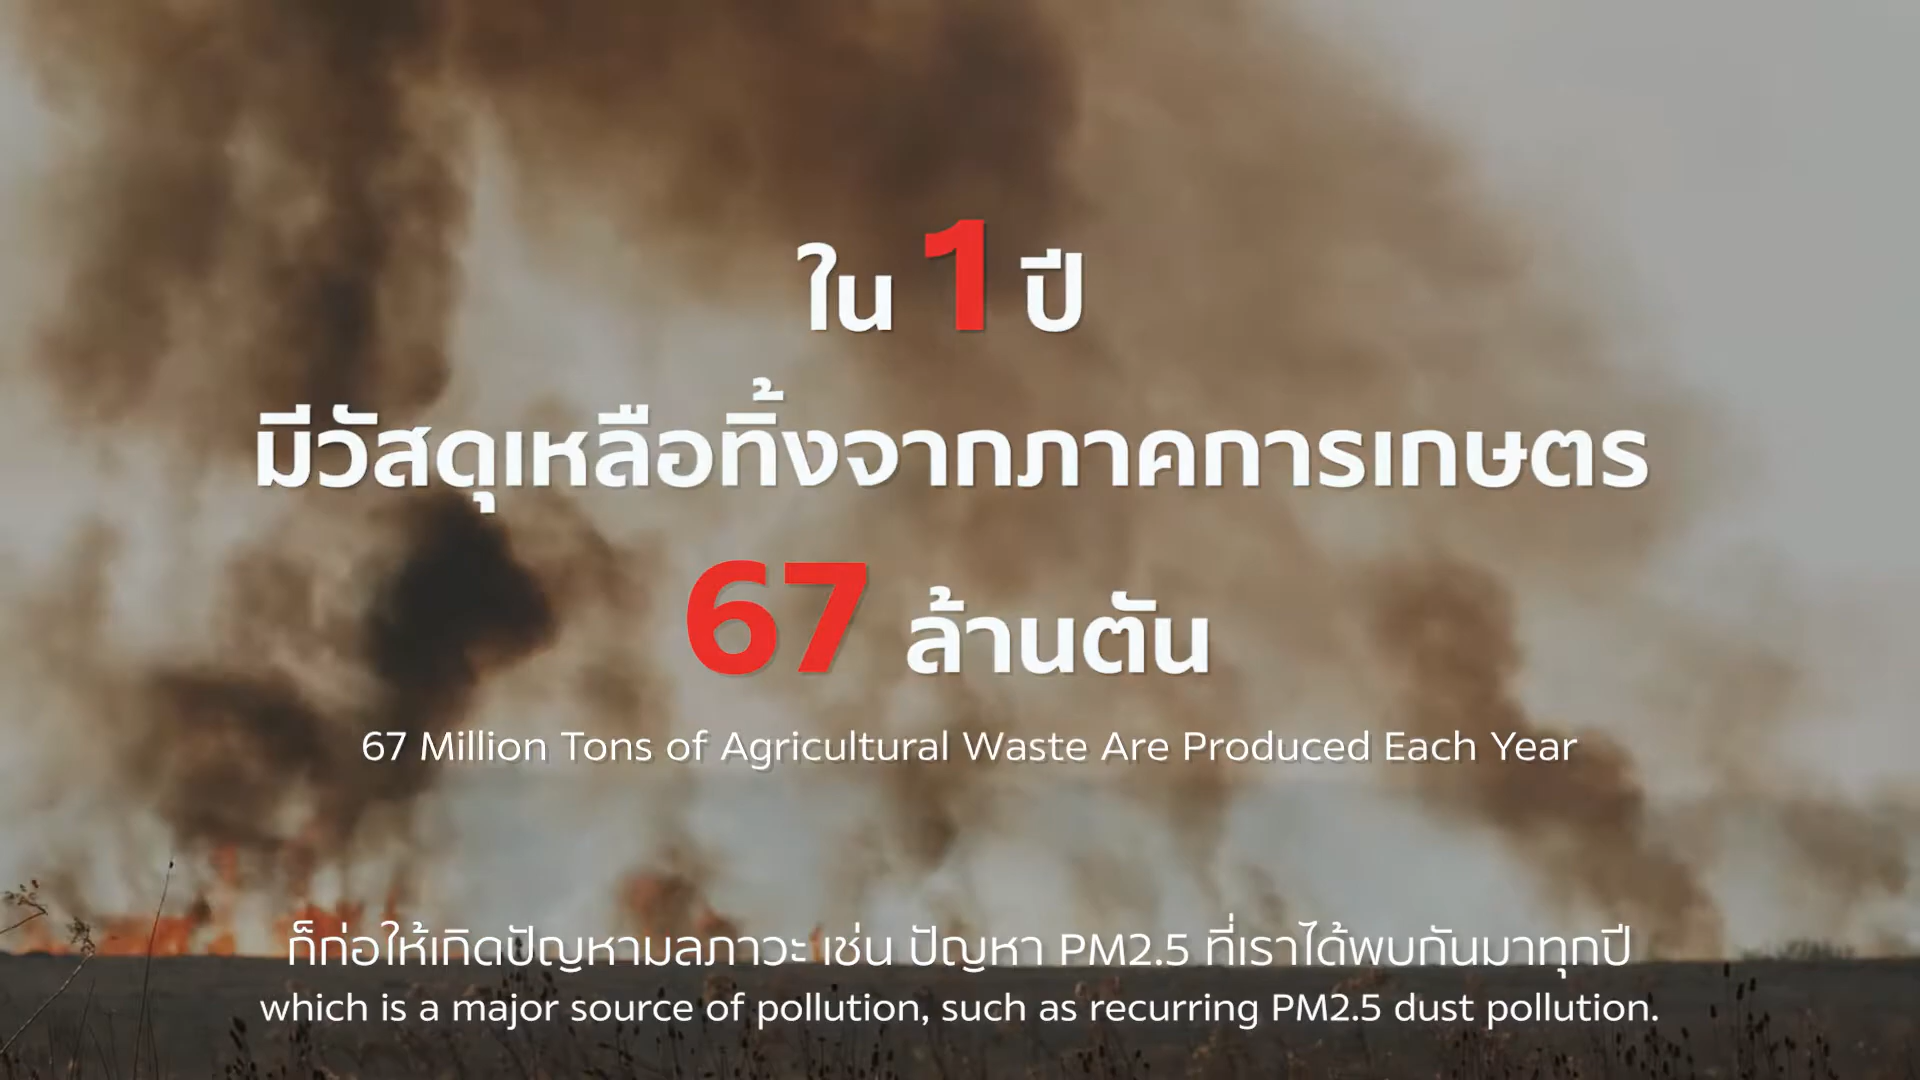 ใน 1 ปี
มีวัสดุเหลือทิ้งจากภาคการเกษตร
67 ล้านตัน
67 Million Tons of Agricultural Waste Are Produced Each Year
ก็ก่อให้เกิดปัญหามลภาวะ เช่น ปัญหา PM2.5 ที่เราได้พบกันมาทุกปี
which is a major source of pollution, such as recurring PM2.5 dust pollution.